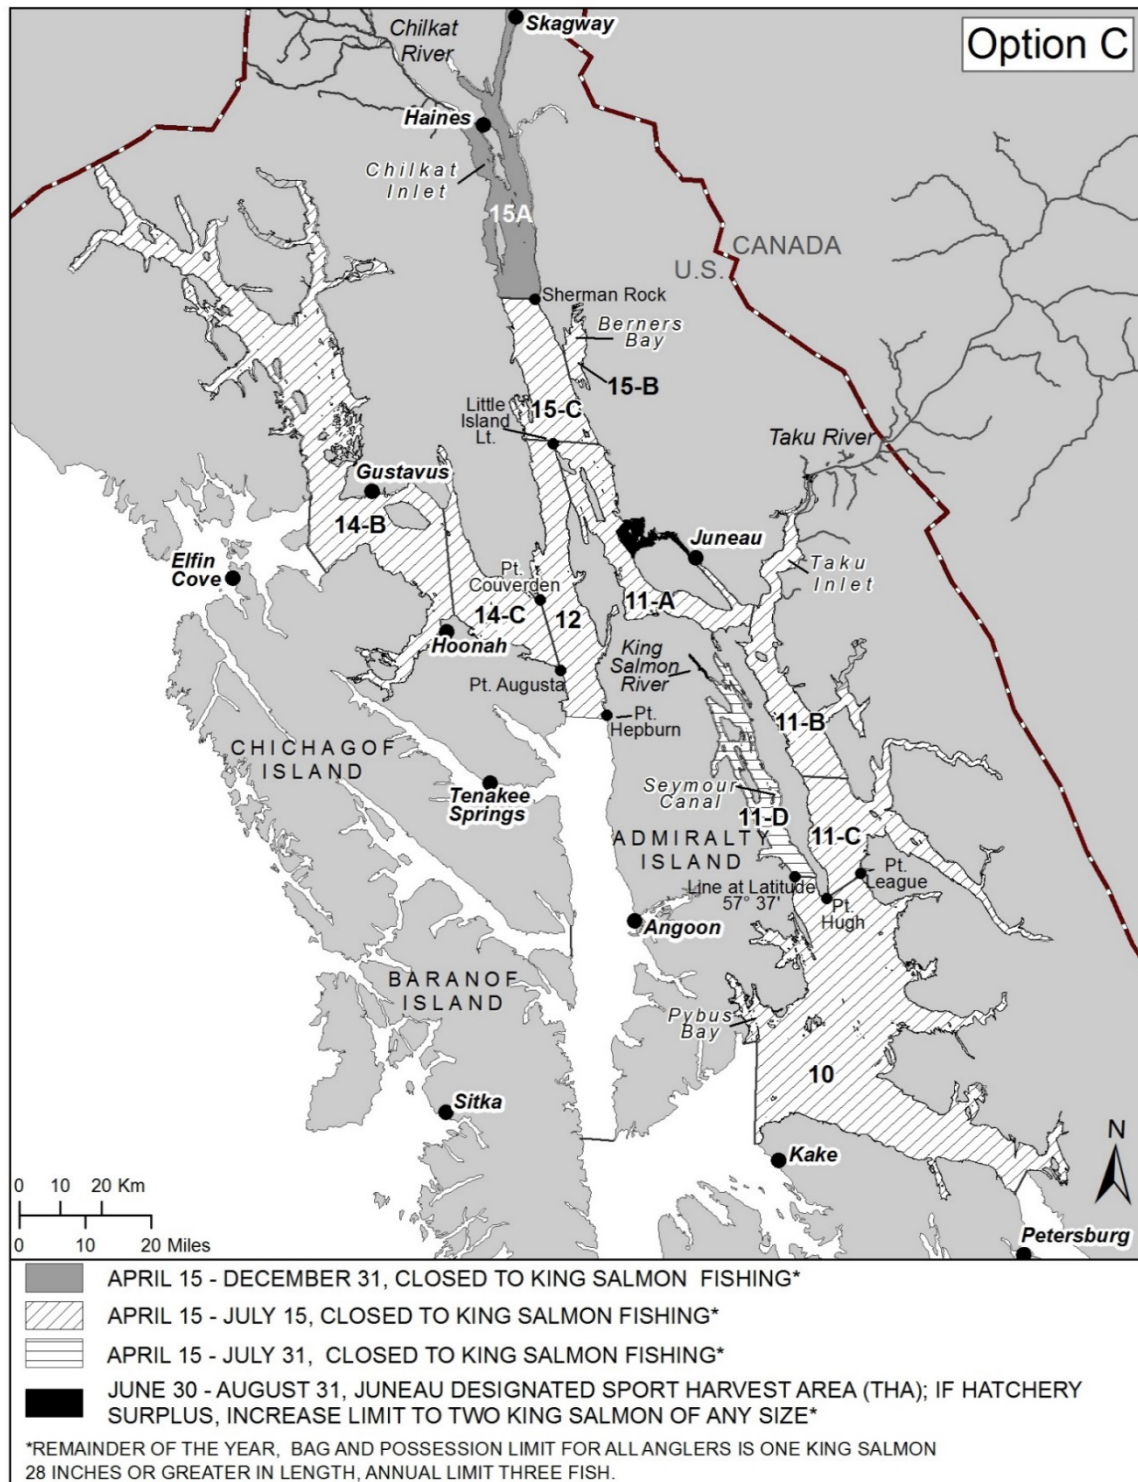 Option C
Skagway
Chilkat
River
Haines
Chilkat
Inlet
15A
CANADA
U.S.
Sherman Rock
Berners
Bay
15-B
15-C
Little
Island
Lt.
Taku River
Gustavus
14-B
Juneau
Elfin
Cove
Taku
Inlet
Pt.
Couverden
11-A
14-C
12
Hoonah
King
Salmon
River
Pt. Augusta
Pt.
Hepburn
11-B
CHICHAGOF
ISLAND
Tenakee
Springs
Seymour
Canal
11-D
11-C
ADMIRALTY
ISLAND
Pt.
League
Line at Latitude
57° 37'
Pt.
Hugh
Angoon
BARANOF
ISLAND
Pybus
Bay
10
Sitka
Kake
N
0 10 20 Km
0 10 20 Miles
Petersburg
APRIL 15 - DECEMBER 31, CLOSED TO KING SALMON FISHING*
APRIL 15 - JULY 15, CLOSED TO KING SALMON FISHING*
APRIL 15 - JULY 31, CLOSED TO KING SALMON FISHING*
JUNE 30 - AUGUST 31, JUNEAU DESIGNATED SPORT HARVEST AREA (THA); IF HATCHERY
SURPLUS, INCREASE LIMIT TO TWO KING SALMON OF ANY SIZE*
*REMAINDER OF THE YEAR, BAG AND POSSESSION LIMIT FOR ALL ANGLERS IS ONE KING SALMON
28 INCHES OR GREATER IN LENGTH, ANNUAL LIMIT THREE FISH.